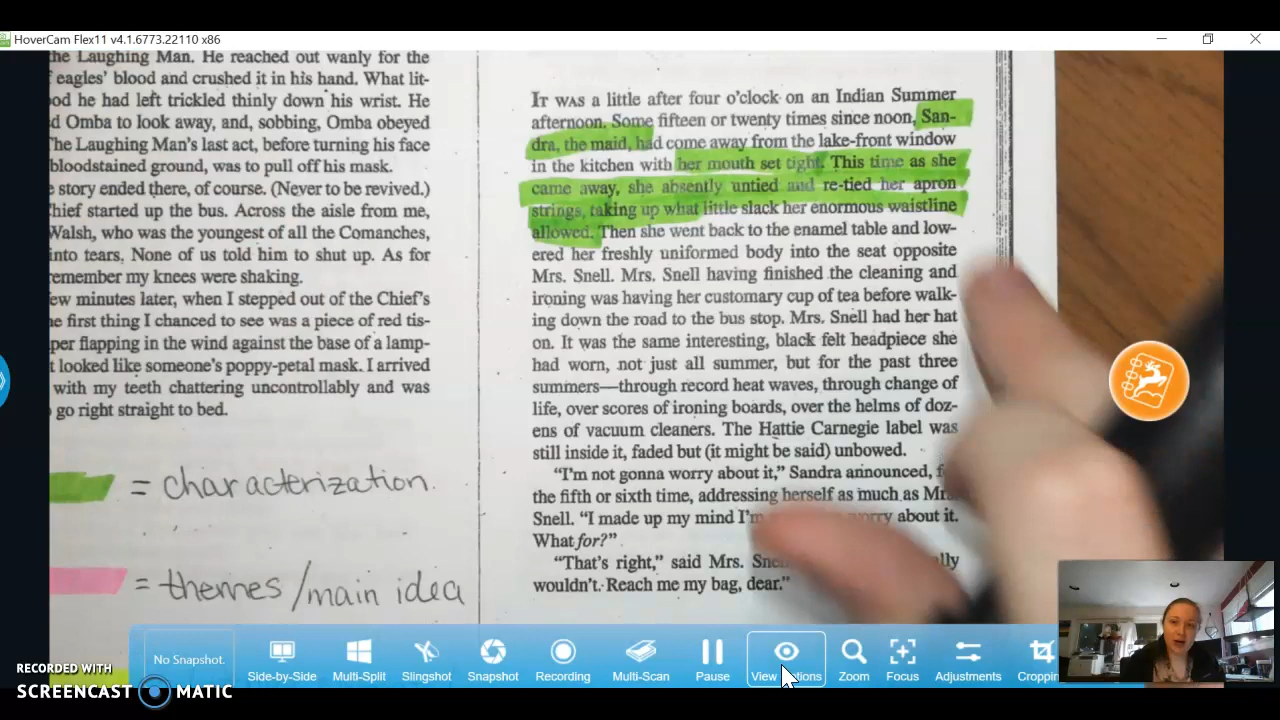 HoverCam Flex11 v4.1.6773.22110 x86
he Laughing Man. He reached out wanly for the
eagles' blood and crushed it in his hand. What lit-
od he had left trickled thinly down his wrist. He
d Omba to look away, and, sobbing, Omba obeyed
The Laughing Man's last act, before turning his face
bloodstained ground, was to pull off his mask.
e story ended there, of course. (Never to be revived.)
Chief started up the bus. Across the aisle from me,
Walsh, who was the youngest of all the Comanches,
into tears. None of us told him to shut up. As for
remember my knees were shaking.
ew minutes later, when I stepped out of the Chief's
he first thing I chanced to see was a piece of red tis-
per flapping in the wind against the base of a lamp-
t looked like someone's poppy-petal mask. I arrived
with my teeth chattering uncontrollably and was
go right straight to bed.
= characterization.
= themes/main idea
IT WAS a little after four o'clock on an Indian Summer
afternoon. Some fifteen or twenty times since noon, San-
dra, the maid, had come away from the lake-front window
in the kitchen with her mouth set tight. This time as she
came away, she absently untied and re-tied her apron
strings, taking up what little slack her enormous waistline
allowed. Then she went back to the enamel table and low-
ered her freshly uniformed body into the seat opposite
Mrs. Snell. Mrs. Snell having finished the cleaning and
ironing was having her customary cup of tea before walk-
ing down the road to the bus stop. Mrs. Snell had her hat
on. It was the same interesting, black felt headpiece she
had worn, not just all summer, but for the past three
summers—through record heat waves, through change of
life, over scores of ironing boards, over the helms of doz-
ens of vacuum cleaners. The Hattie Carnegie label was
still inside it, faded but (it might be said) unbowed.
"I'm not gonna worry about it," Sandra announced, f
the fifth or sixth time, addressing herself as much as Mrs.
Snell. "I made up my mind I'm worry about it.
What for?"
"That's right," said Mrs. Snell
wouldn't. Reach me my bag, dear."
No Snapshot.
Side-by-Side
Multi-Split
Slingshot
Snapshot
Recording
Multi-Scan
Pause
View Options
Zoom
Focus
Adjustments
Cropping
RECORDED WITH
SCREENCAST MATIC